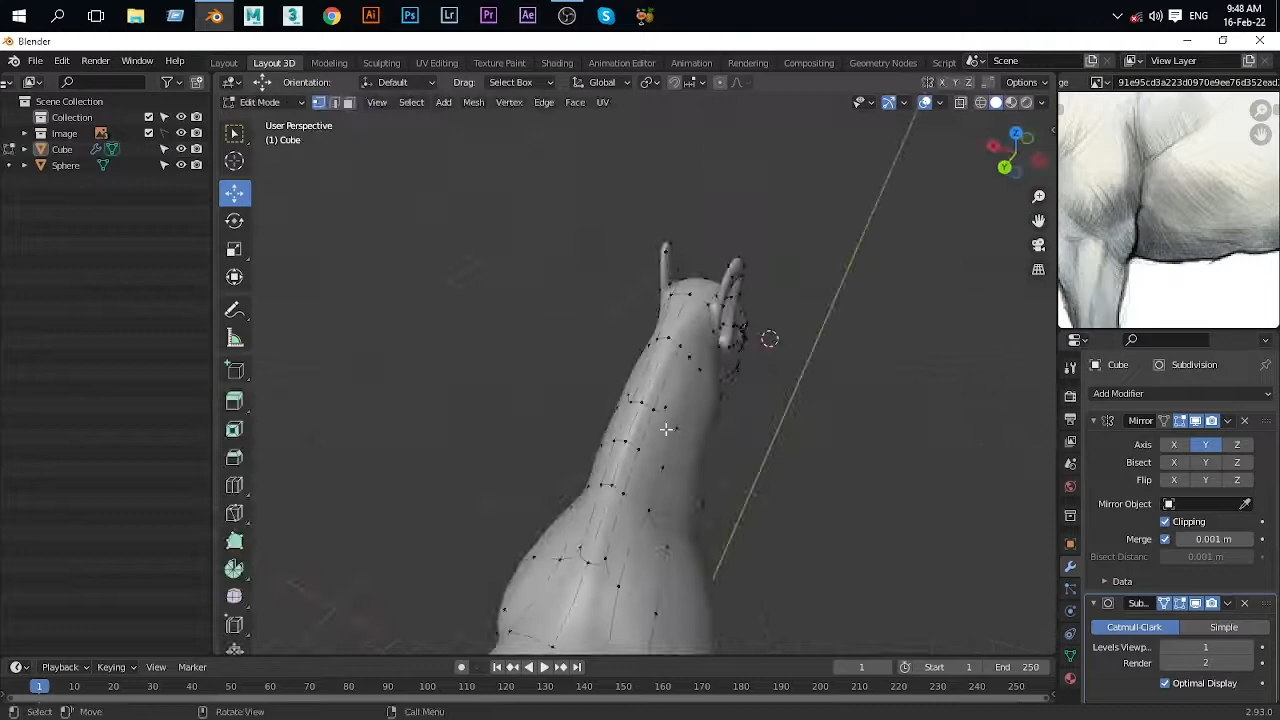 9:48 AM
ENG
16-Feb-22
Blender
File Edit Render Window Help
Layout Layout 3D Modeling Sculpting UV Editing Texture Paint Shading Animation Editor Rendering Compositing Geometry Nodes Script
Scene View Layer
Orientation: Default Drag: Select Box Global X Y Z Options
Edit Mode View Select Add Mesh Vertex Edge Face UV
ge 91e95cd3a223d0970e9ee76d352ead
Scene Collection
Collection
Image
Cube
Sphere
User Perspective
(1) Cube
Z
Y
Cube Subdivision
Add Modifier
Mirror
Axis X Y Z
Bisect X Y Z
Flip X Y Z
Mirror Object
Clipping
Merge 0.001 m
Bisect Distanc 0.001 m
Data
Sub...
Catmull-Clark Simple
Levels Viewp... 1
Render 2
Optimal Display
Playback Keying View Marker 1 Start 1 End 250
1 10 20 30 40 50 60 70 80 90 100 110 120 130 140 150 160 170 180 190 200 210 220 230 240 250
Select Move Rotate View Call Menu 2.93.0